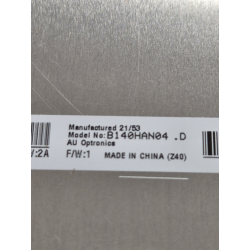 Manufactured 21/53
Model No:B140HAN04 .D
AU Optronics
/:2A F/W:1 MADE IN CHINA (Z40)